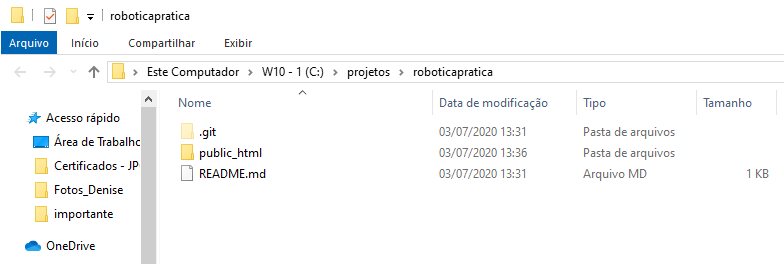 roboticapratica
Arquivo Início Compartilhar Exibir
Este Computador W10 - 1 (C:) projetos roboticapratica
Nome Data de modificação Tipo Tamanho
Acesso rápido
Área de Trabalho
Certificados - JP
Fotos_Denise
importante
OneDrive
.git 03/07/2020 13:31 Pasta de arquivos
public_html 03/07/2020 13:36 Pasta de arquivos
README.md 03/07/2020 13:31 Arquivo MD 1 KB